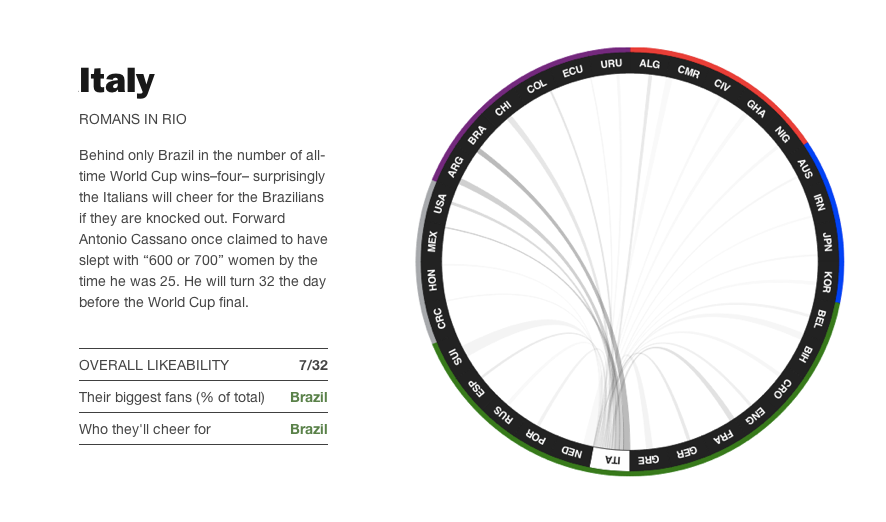 Italy
ROMANS IN RIO
Behind only Brazil in the number of all-
time World Cup wins–four– surprisingly
the Italians will cheer for the Brazilians
if they are knocked out. Forward
Antonio Cassano once claimed to have
slept with “600 or 700” women by the
time he was 25. He will turn 32 the day
before the World Cup final.
OVERALL LIKEABILITY 7/32
Their biggest fans (% of total) Brazil
Who they'll cheer for Brazil
URU
ALG
CMR
CIV
GHA
NIG
AUS
IRN
JPN
KOR
BEL
BIH
CRO
ENG
FRA
GER
GRE
ITA
NED
POR
RUS
ESP
SUI
CRC
HON
MEX
USA
ARG
BRA
CHI
COL
ECU